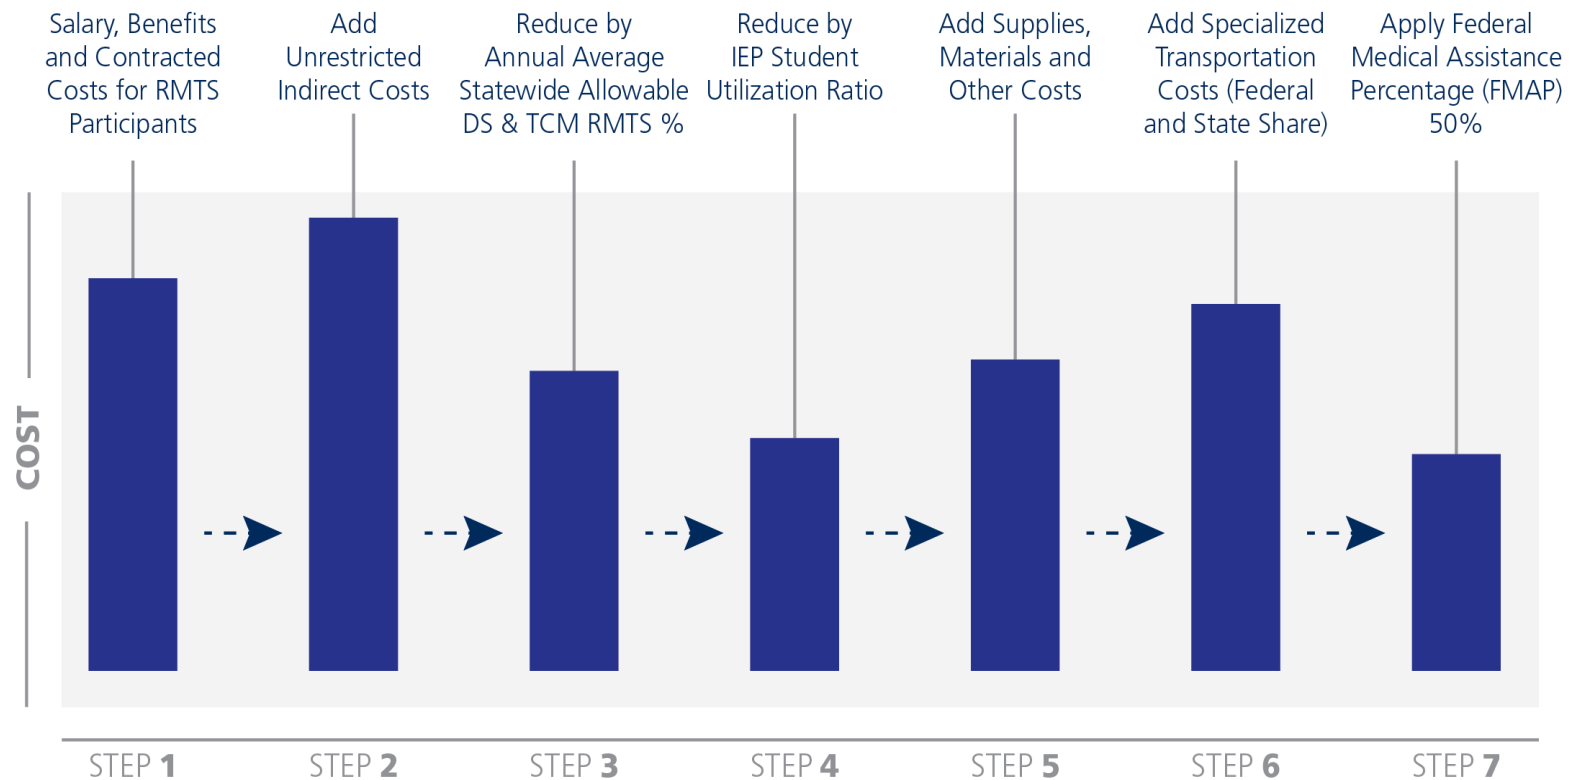 Salary, Benefits
and Contracted
Costs for RMTS
Participants
Add
Unrestricted
Indirect Costs
Reduce by
Annual Average
Statewide Allowable
DS & TCM RMTS %
Reduce by
IEP Student
Utilization Ratio
Add Supplies,
Materials and
Other Costs
Add Specialized
Transportation
Costs (Federal
and State Share)
Apply Federal
Medical Assistance
Percentage (FMAP)
50%
COST
STEP 1
STEP 2
STEP 3
STEP 4
STEP 5
STEP 6
STEP 7